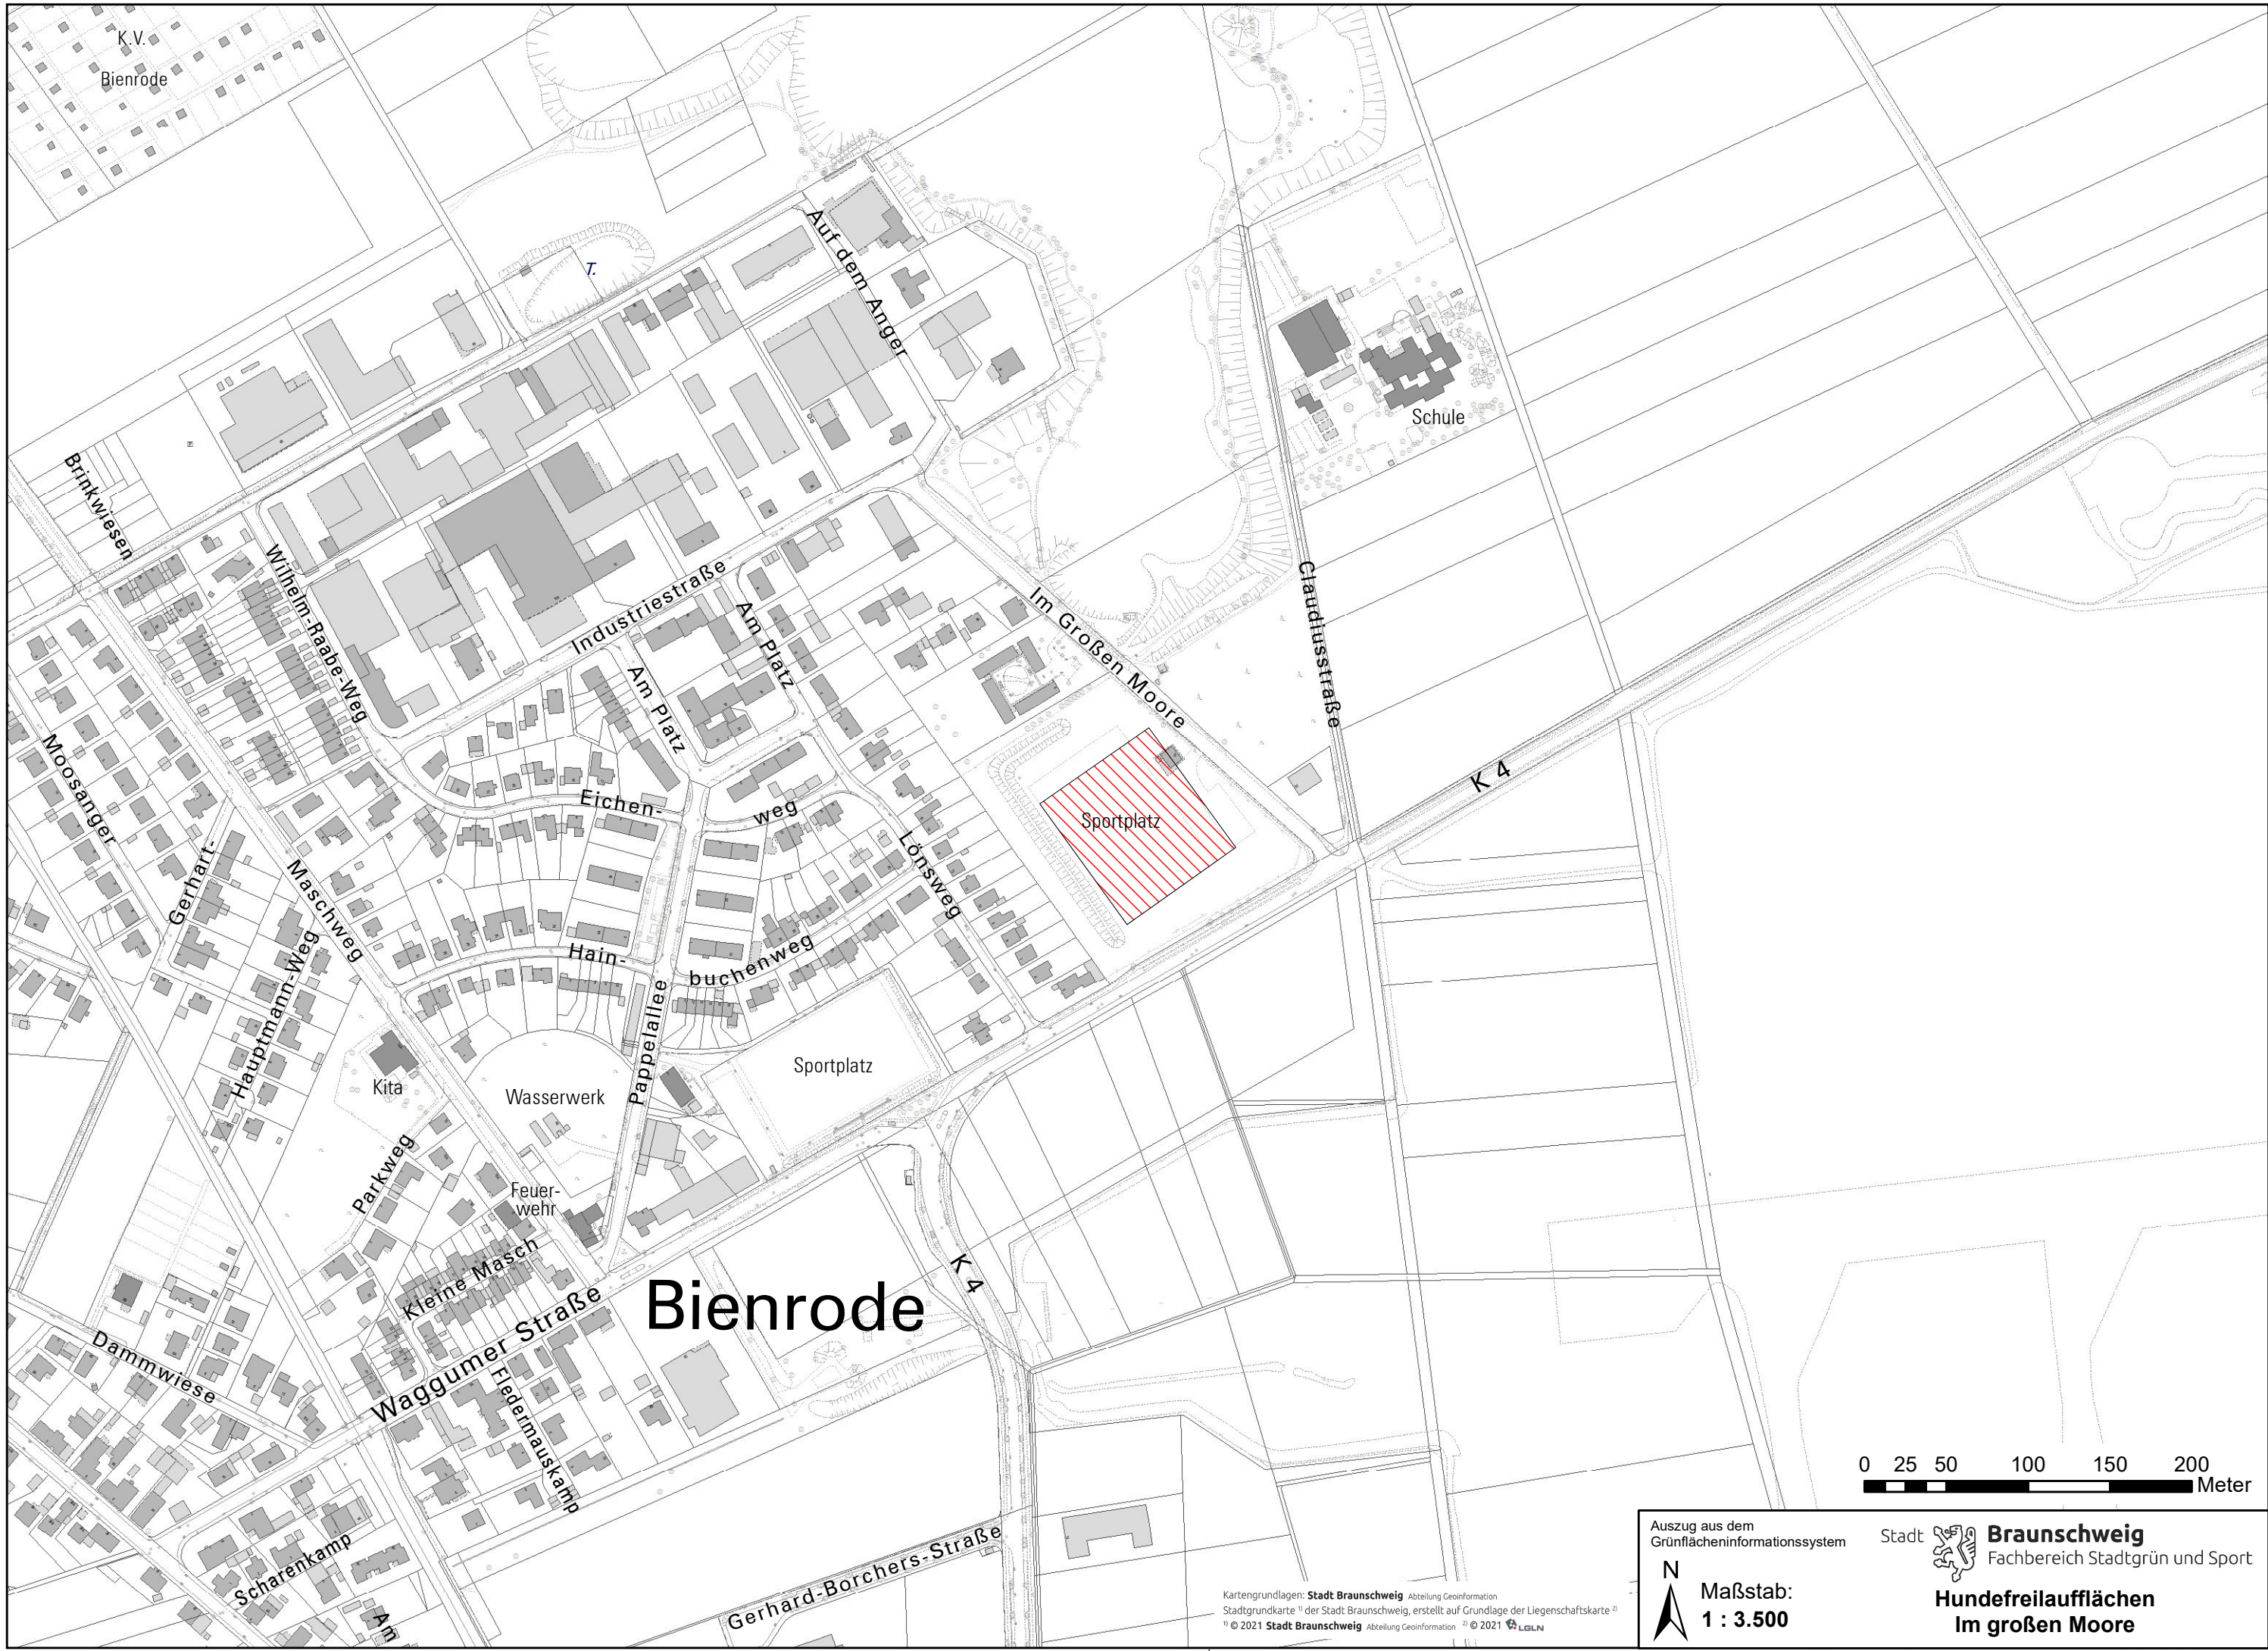 K.V.
Bienrode
T.
Auf dem Anger
Schule
Brinkwiesen
Wilhelm-Raabe-Weg
Industriestraße
Am Platz
Am Platz
Im Großen Moore
Claudiusstraße
Moosanger
Eichen-
weg
Sportplatz
K 4
Gerhart-
Hauptmann-Weg
Maschweg
Lönsweg
Hain-
buchenweg
Pappelallee
Sportplatz
Kita
Wasserwerk
Parkweg
Feuer-
wehr
Kleine Masch
K 4
Bienrode
Waggumer Straße
Dammwiese
Fledermauskamp
Scharenkamp
Am
Gerhard-Borchers-Straße
0 25 50 100 150 200
Meter
Kartengrundlagen: Stadt Braunschweig Abteilung Geoinformation
Stadtgrundkarte 1) der Stadt Braunschweig, erstellt auf Grundlage der Liegenschaftskarte 2)
1) © 2021 Stadt Braunschweig Abteilung Geoinformation 2) © 2021 LGLN
Auszug aus dem
Grünflächeninformationssystem
N
Maßstab:
1 : 3.500
Stadt Braunschweig
Fachbereich Stadtgrün und Sport
Hundefreilaufflächen
Im großen Moore